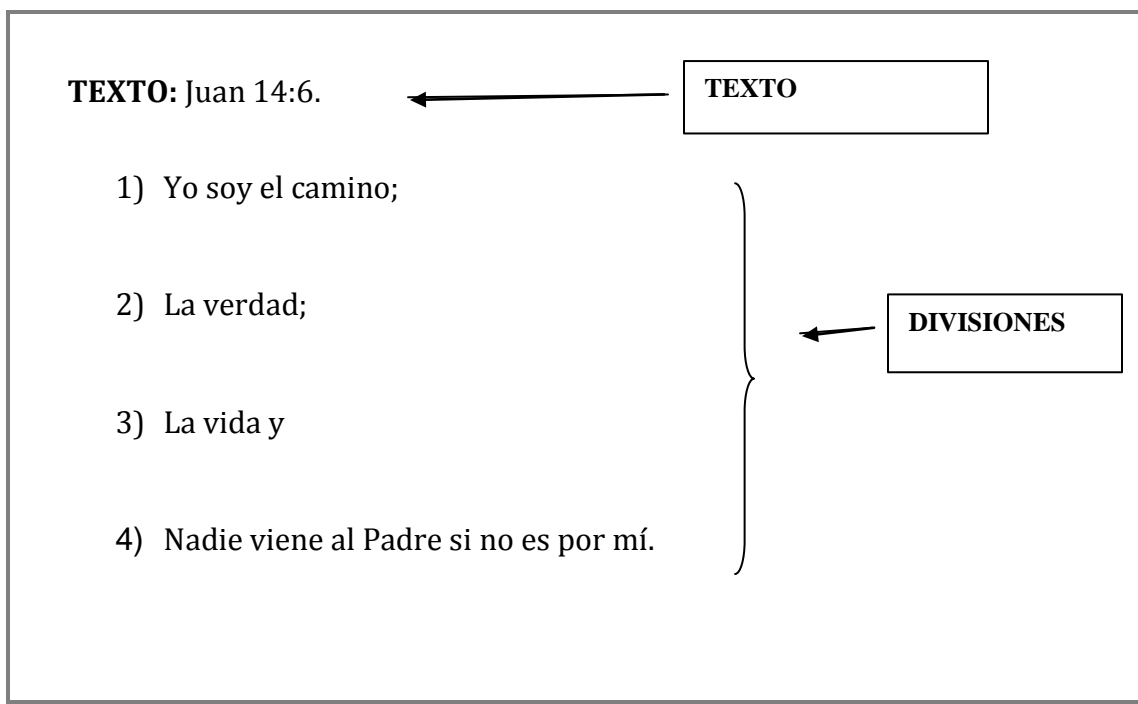 TEXTO: Juan 14:6.
TEXTO
1) Yo soy el camino;
2) La verdad;
DIVISIONES
3) La vida y
4) Nadie viene al Padre si no es por mí.